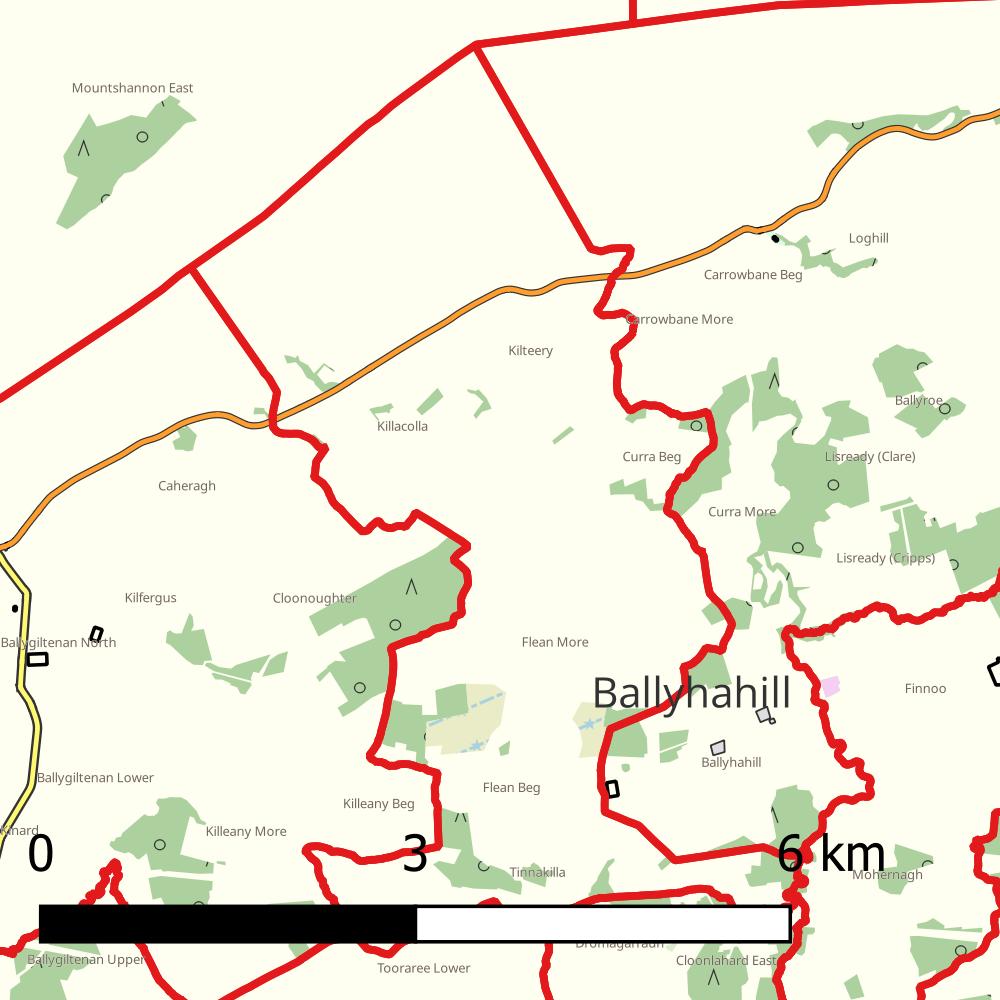 Mountshannon East
Loghill
Carrowbane Beg
Carrowbane More
Kilteery
Ballyroe
Killacolla
Curra Beg
Lisready (Clare)
Caheragh
Curra More
Lisready (Cripps)
Kilfergus
Cloonoughter
Ballygiltenan North
Flean More
Finnoo
Ballyhahill
Ballyhahill
Ballygiltenan Lower
Flean Beg
Killeany Beg
Killeany More
0
3
6 km
Tinnakilla
Mohernagh
Ballygiltenan Upper
Tooraree Lower
Cloonlahard East